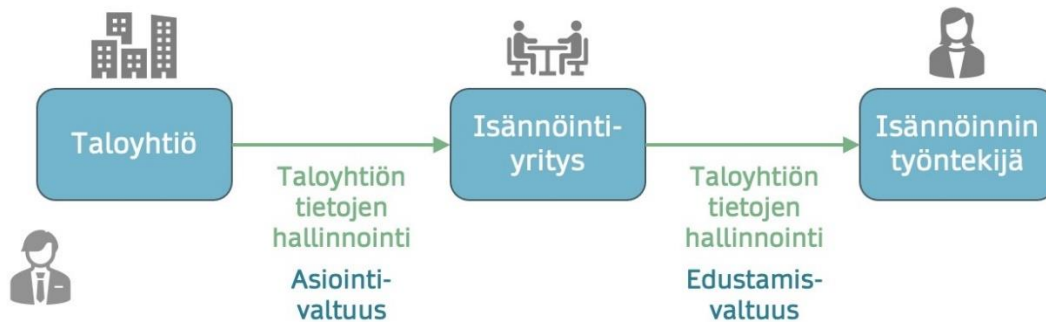 Taloyhtiö
Taloyhtiön
tietojen
hallinnointi
Asiointi-
valtuus
Isännöinti-
yritys
Taloyhtiön
tietojen
hallinnointi
Edustamis-
valtuus
Isännöinnin
työntekijä